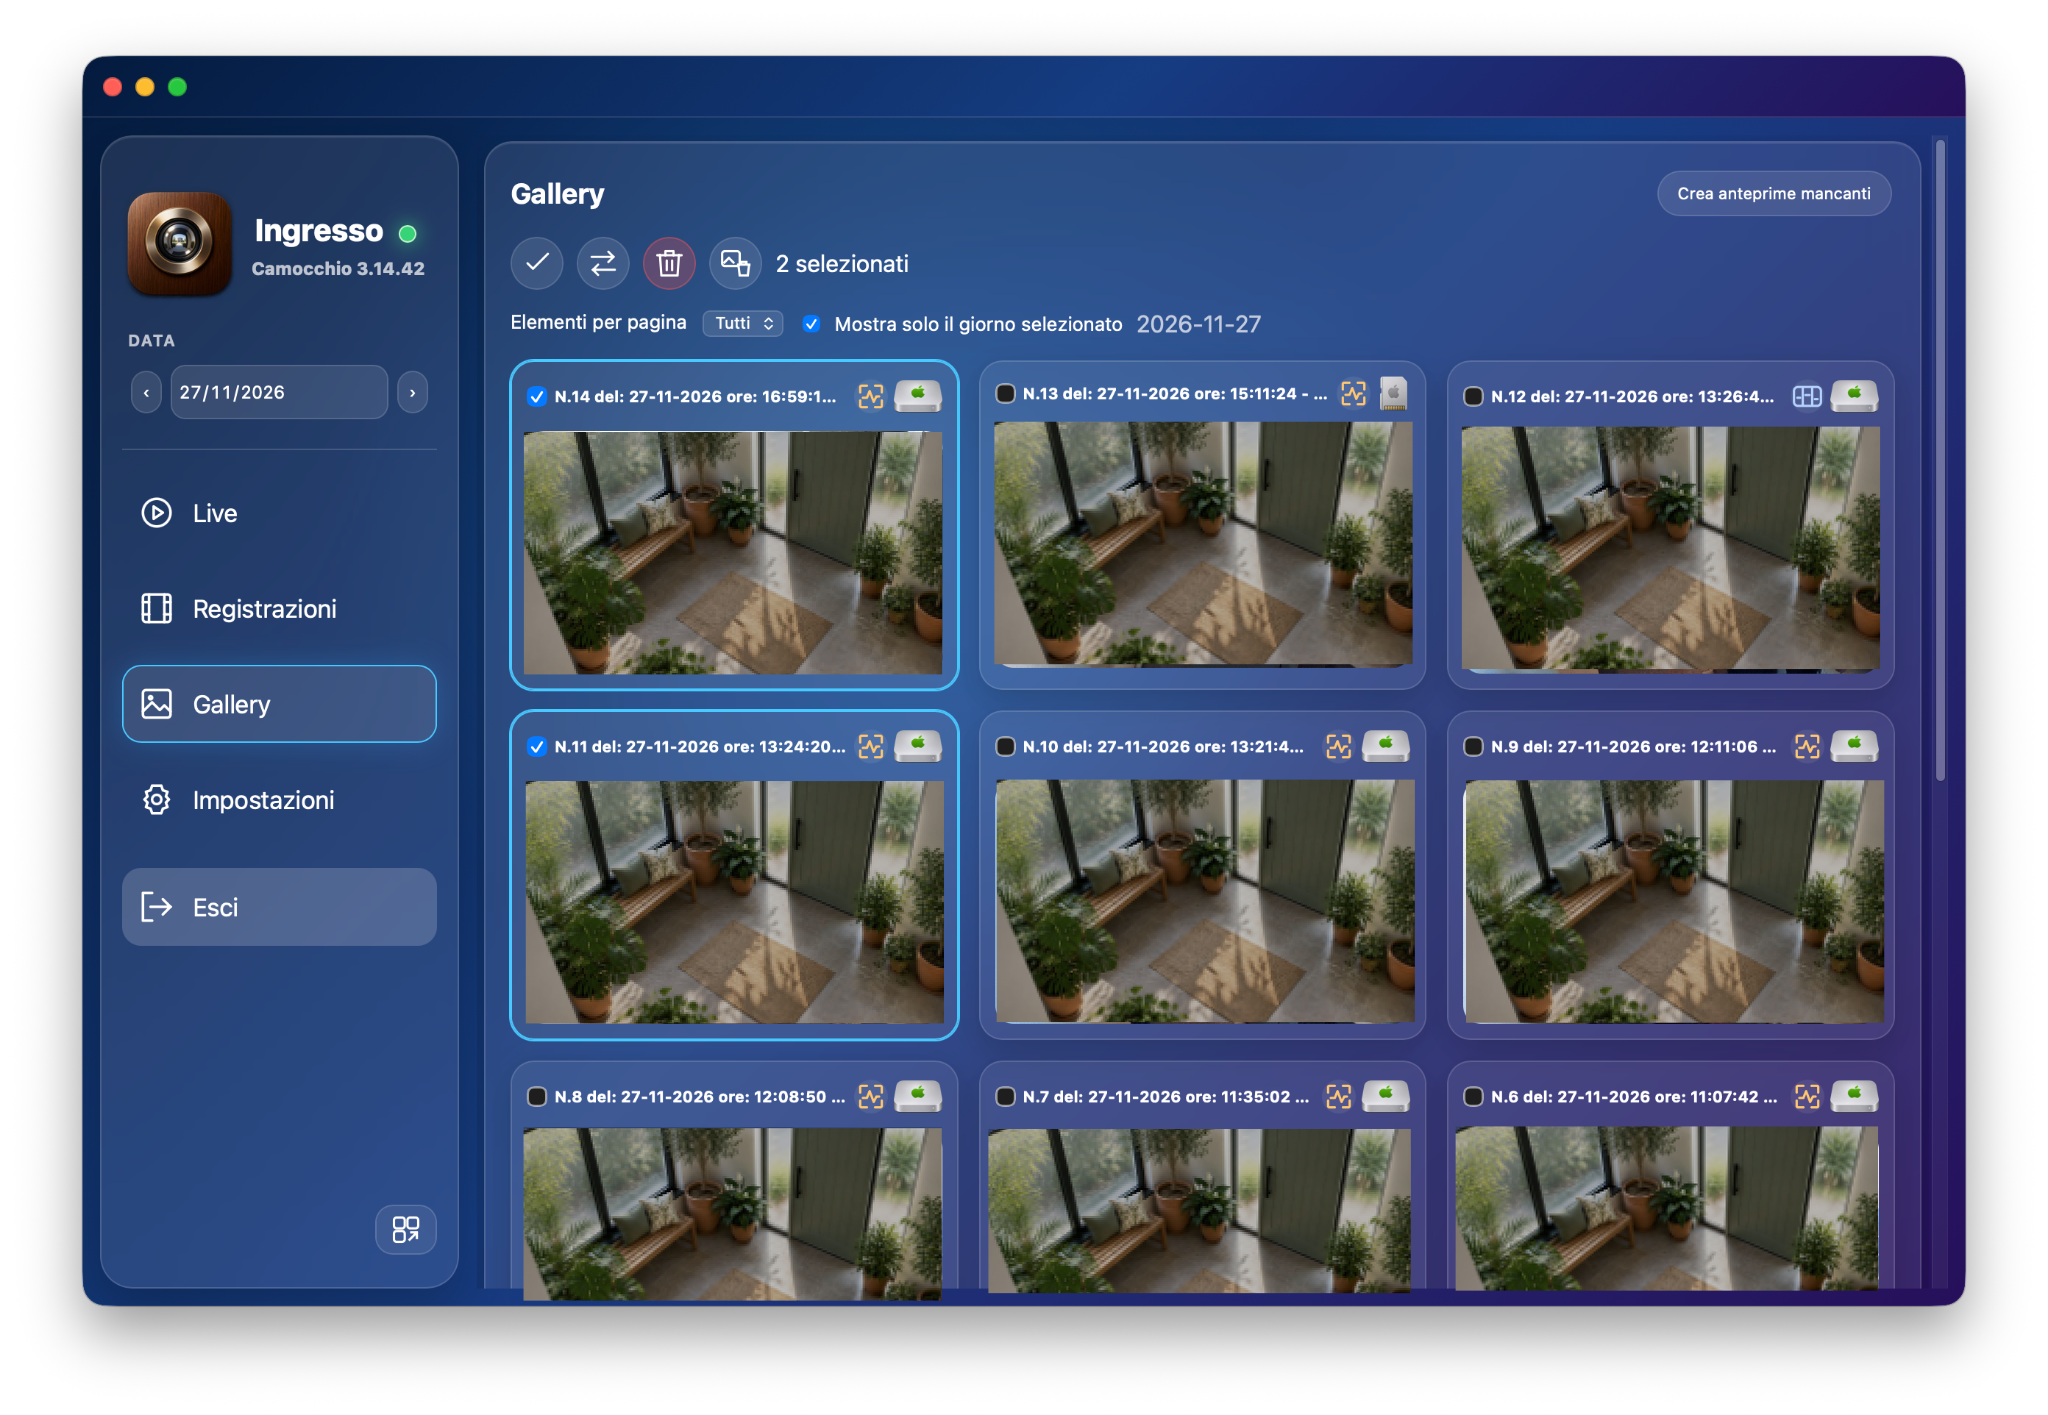 Ingresso
Camocchio 3.14.42
DATA
27/11/2026
Live
Registrazioni
Gallery
Impostazioni
Esci
Gallery
Crea anteprime mancanti
2 selezionati
Elementi per pagina
Tutti
Mostra solo il giorno selezionato
2026-11-27
N.14 del: 27-11-2026 ore: 16:59:1...
N.13 del: 27-11-2026 ore: 15:11:24 - ...
N.12 del: 27-11-2026 ore: 13:26:4...
N.11 del: 27-11-2026 ore: 13:24:20...
N.10 del: 27-11-2026 ore: 13:21:4...
N.9 del: 27-11-2026 ore: 12:11:06 ...
N.8 del: 27-11-2026 ore: 12:08:50 ...
N.7 del: 27-11-2026 ore: 11:35:02 ...
N.6 del: 27-11-2026 ore: 11:07:42 ...